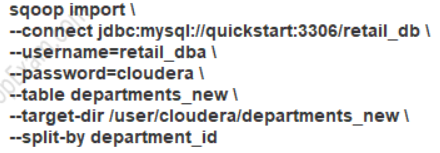 sqoop import \
--connect jdbc:mysql://quickstart:3306/retail_db \
--username=retail_dba \
--password=cloudera \
--table departments_new \
--target-dir /user/cloudera/departments_new \
--split-by department_id